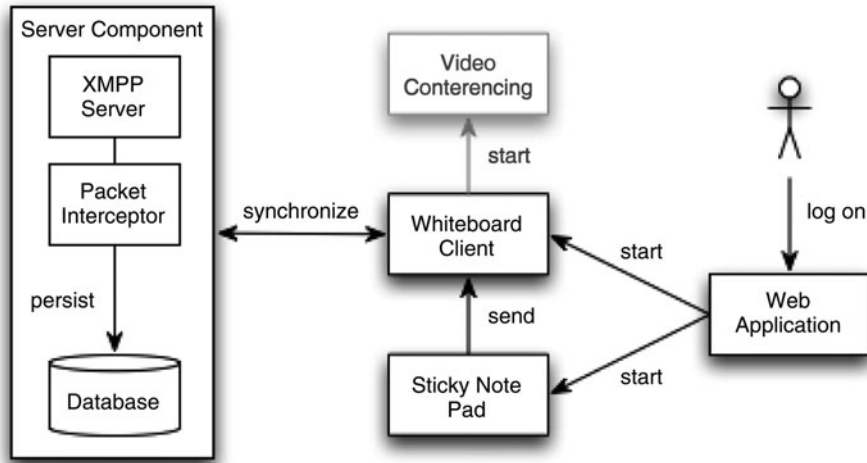 Server Component
XMPP
Server
Packet
Interceptor
persist
Database
synchronize
Video
Conterencing
start
Whiteboard
Client
send
Sticky Note
Pad
start
start
log on
Web
Application